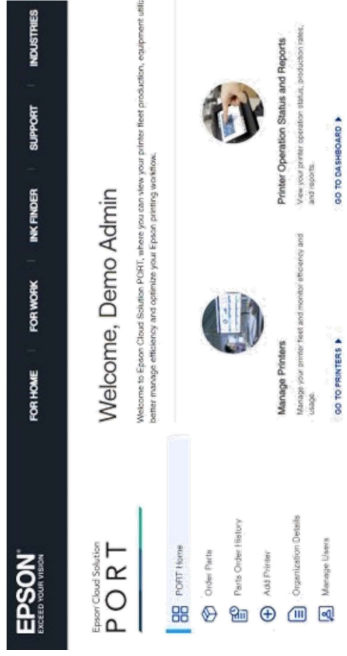 EPSON
EXCEED YOUR VISION
FOR HOME | FOR WORK | INK FINDER | SUPPORT | INDUSTRIES
Epson Cloud Solution
PORT
PORT Home
Order Parts
Parts Order History
Add Printer
Organization Details
Manage Users
Welcome, Demo Admin
Welcome to Epson Cloud Solution PORT, where you can view your printer fleet production, equipment
better manage efficiency and optimize your Epson printing workflow.
Manage Printers
Manage your printer fleet and monitor efficiency and
usage.
GO TO PRINTERS
Printer Operation Status and Reports
View your printer operation status, production rates,
and reports.
GO TO DASHBOARD